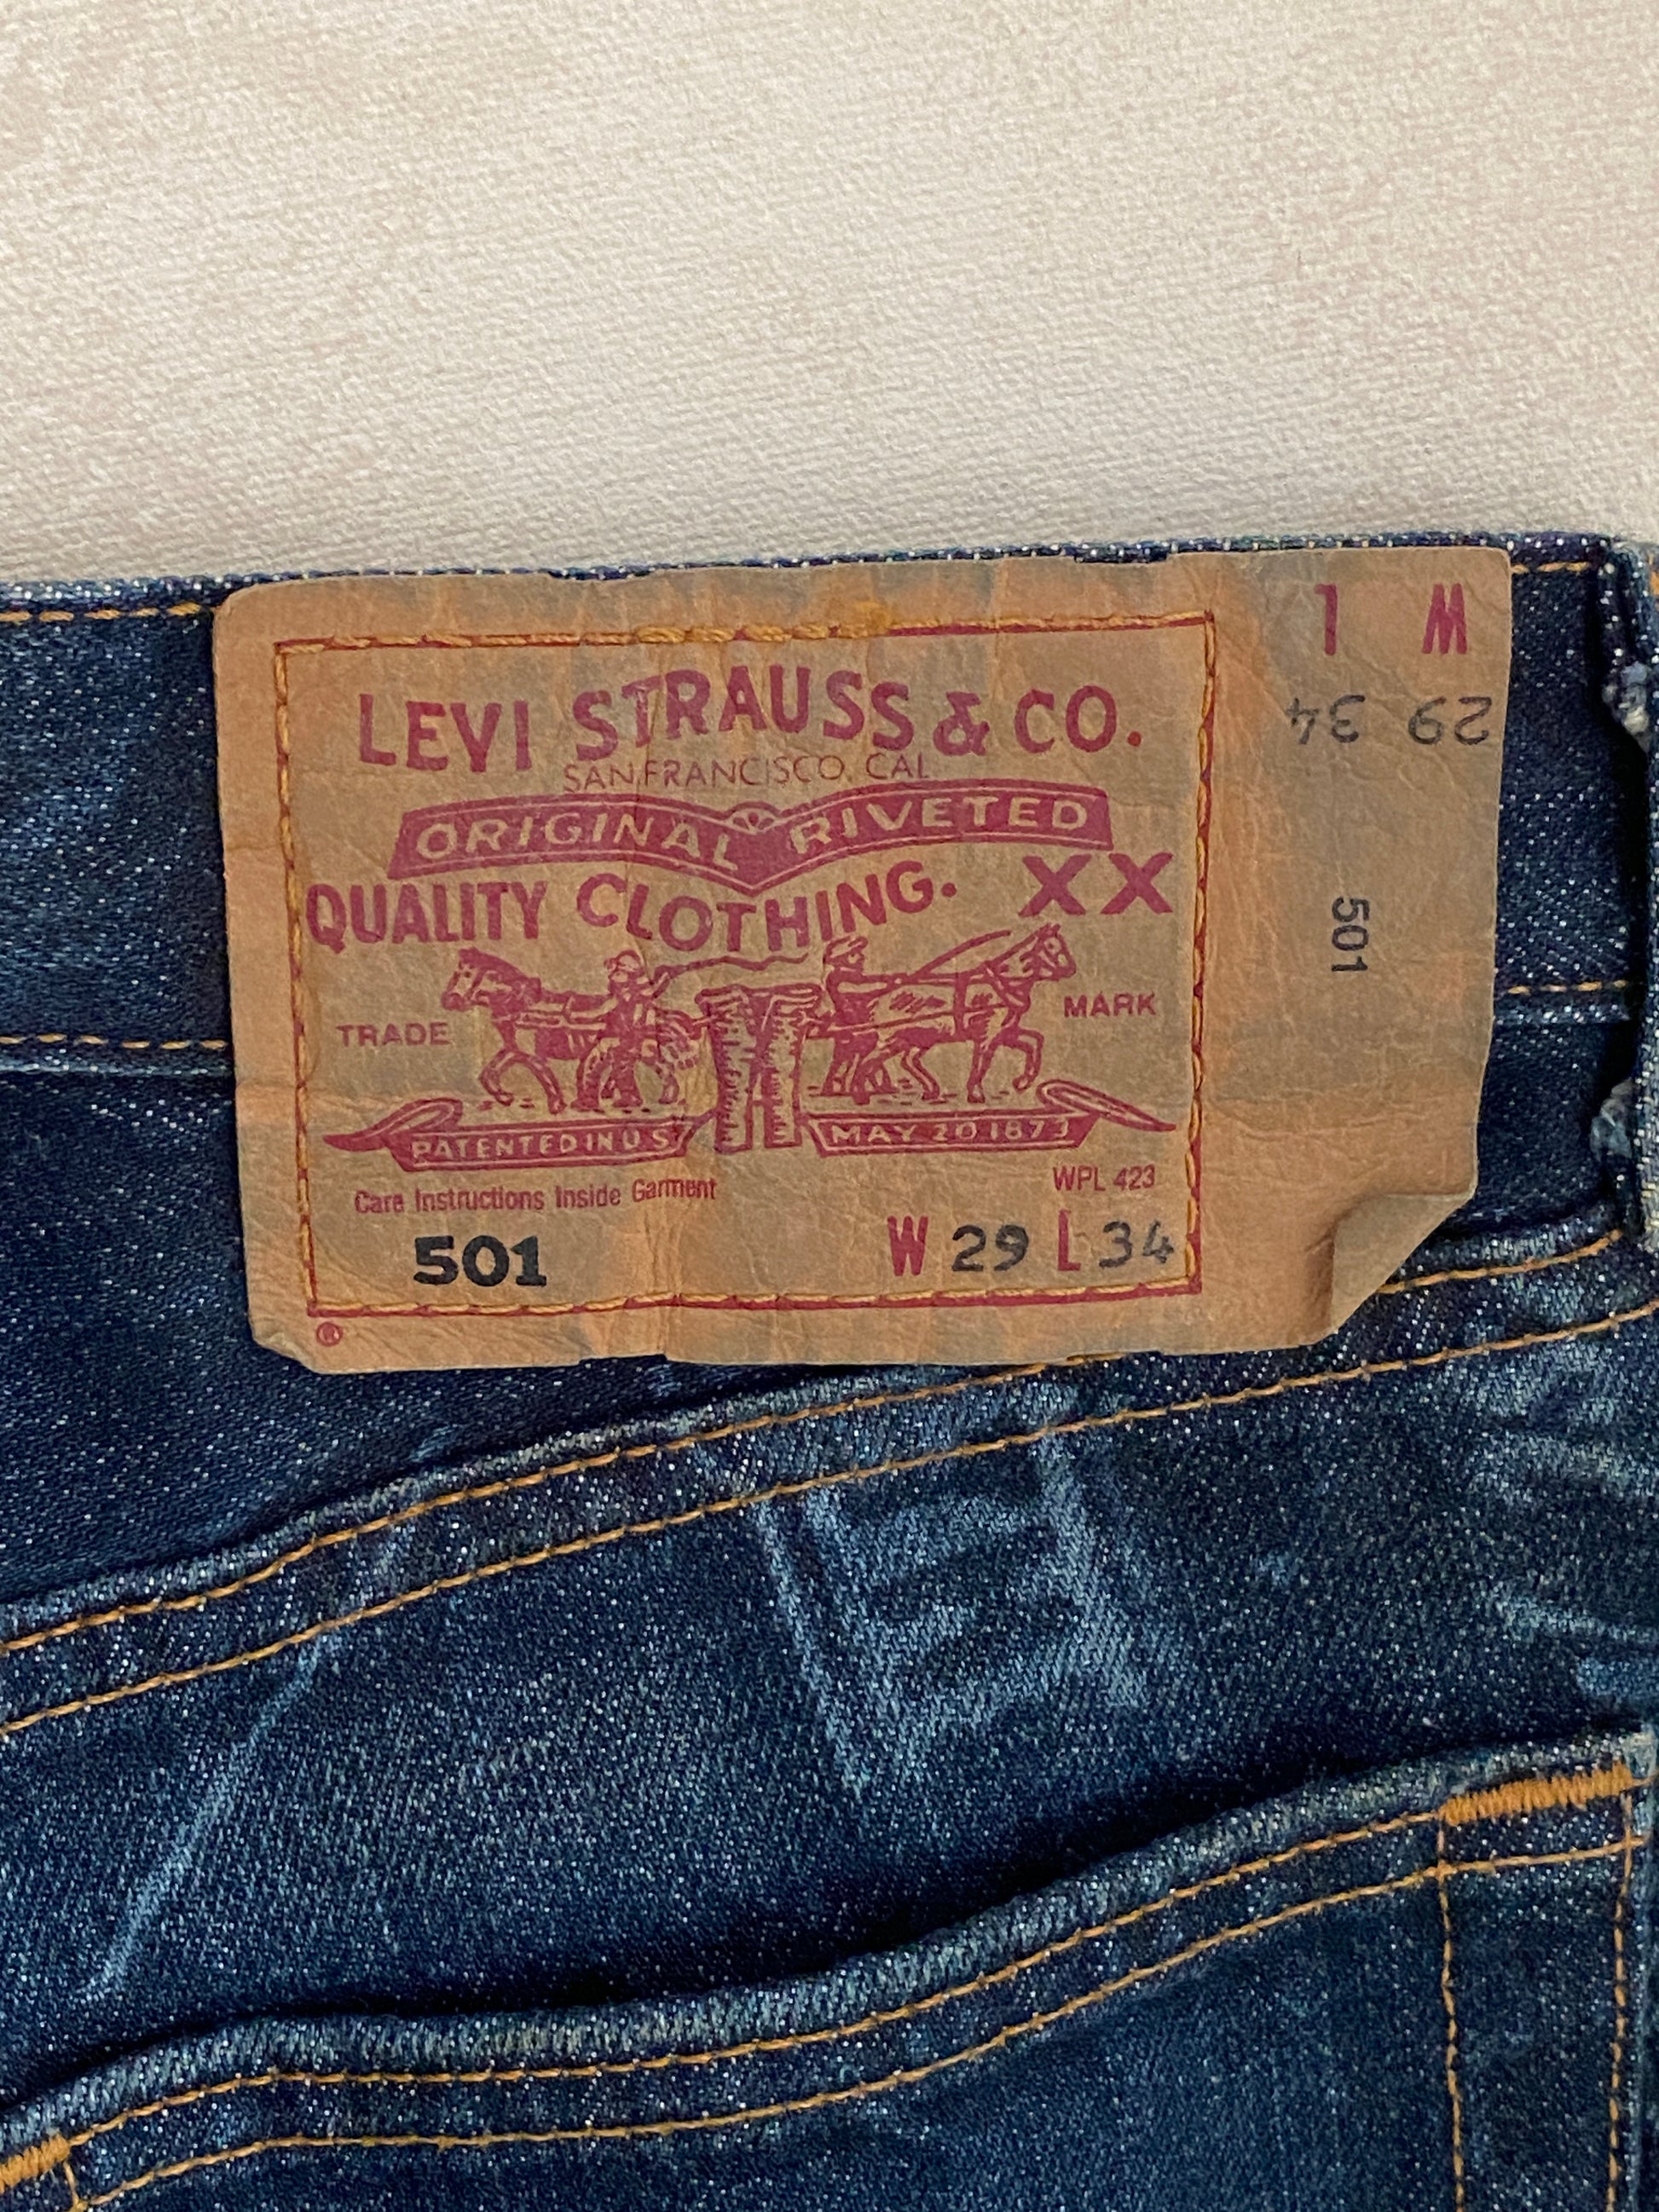 LEVI STRAUSS & CO.
SAN FRANCISCO, CAL
ORIGINAL RIVETED
QUALITY CLOTHING. XX
TRADE MARK
PATENTED IN U S MAY 20 1873
WPL 423
Care Instructions Inside Garment
501 W 29 L 34
®
W 29
L 34
501